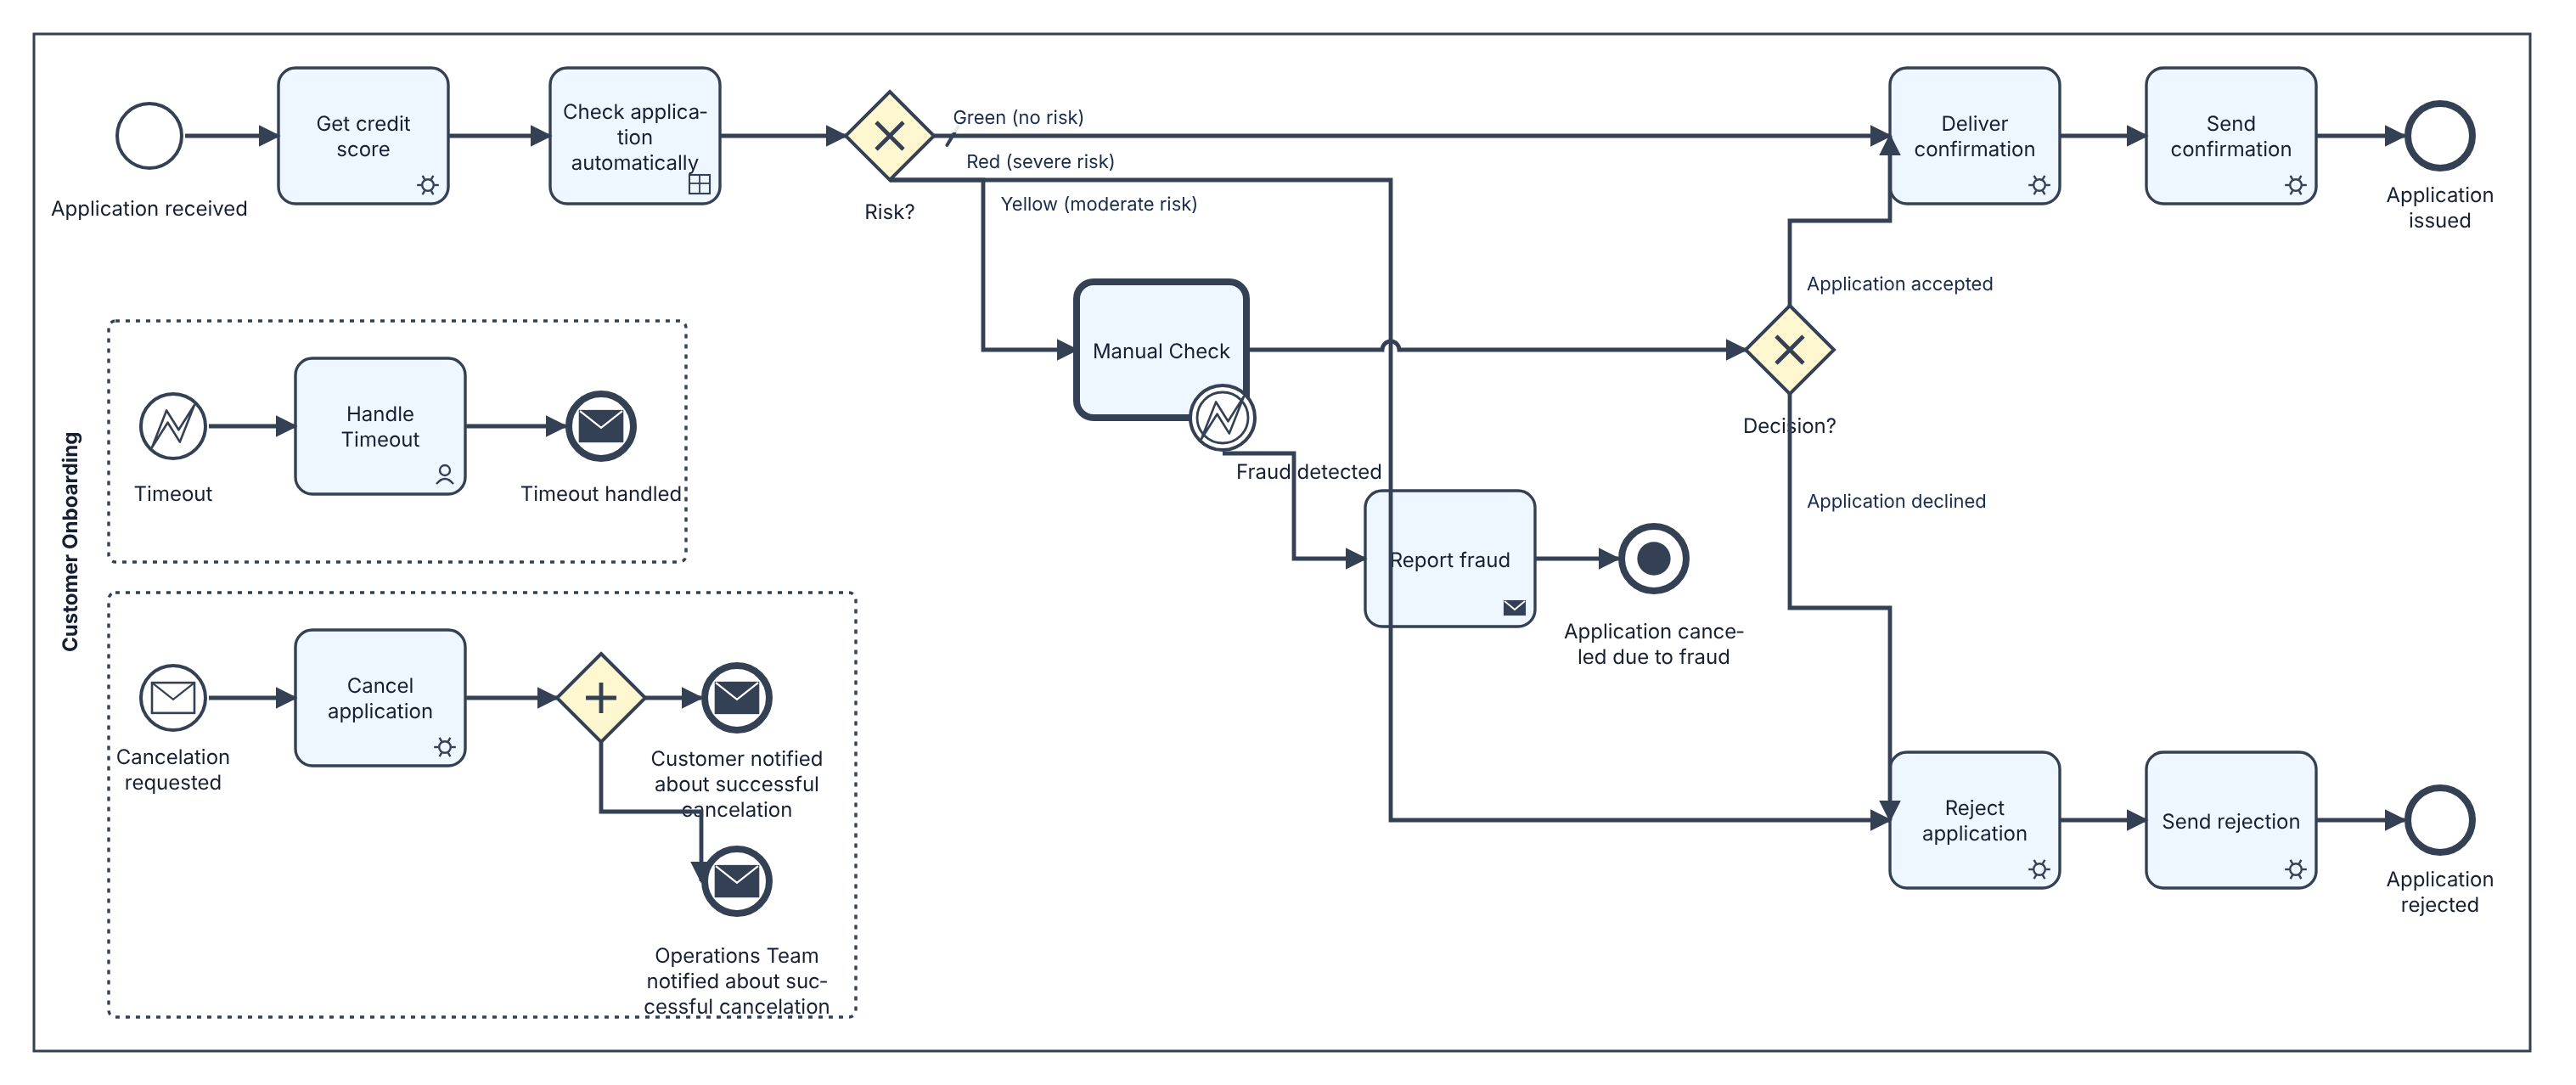 Get credit
score
Check applica-
tion
automatically
Application received
Risk?
Green (no risk)
Red (severe risk)
Yellow (moderate risk)
Deliver
confirmation
Send
confirmation
Application
issued
Manual Check
Fraud detected
Application accepted
Decision?
Application declined
Report fraud
Application cance-
led due to fraud
Customer Onboarding
Timeout
Handle
Timeout
Timeout handled
Cancelation
requested
Cancel
application
Customer notified
about successful
cancelation
Operations Team
notified about suc-
cessful cancelation
Reject
application
Send rejection
Application
rejected